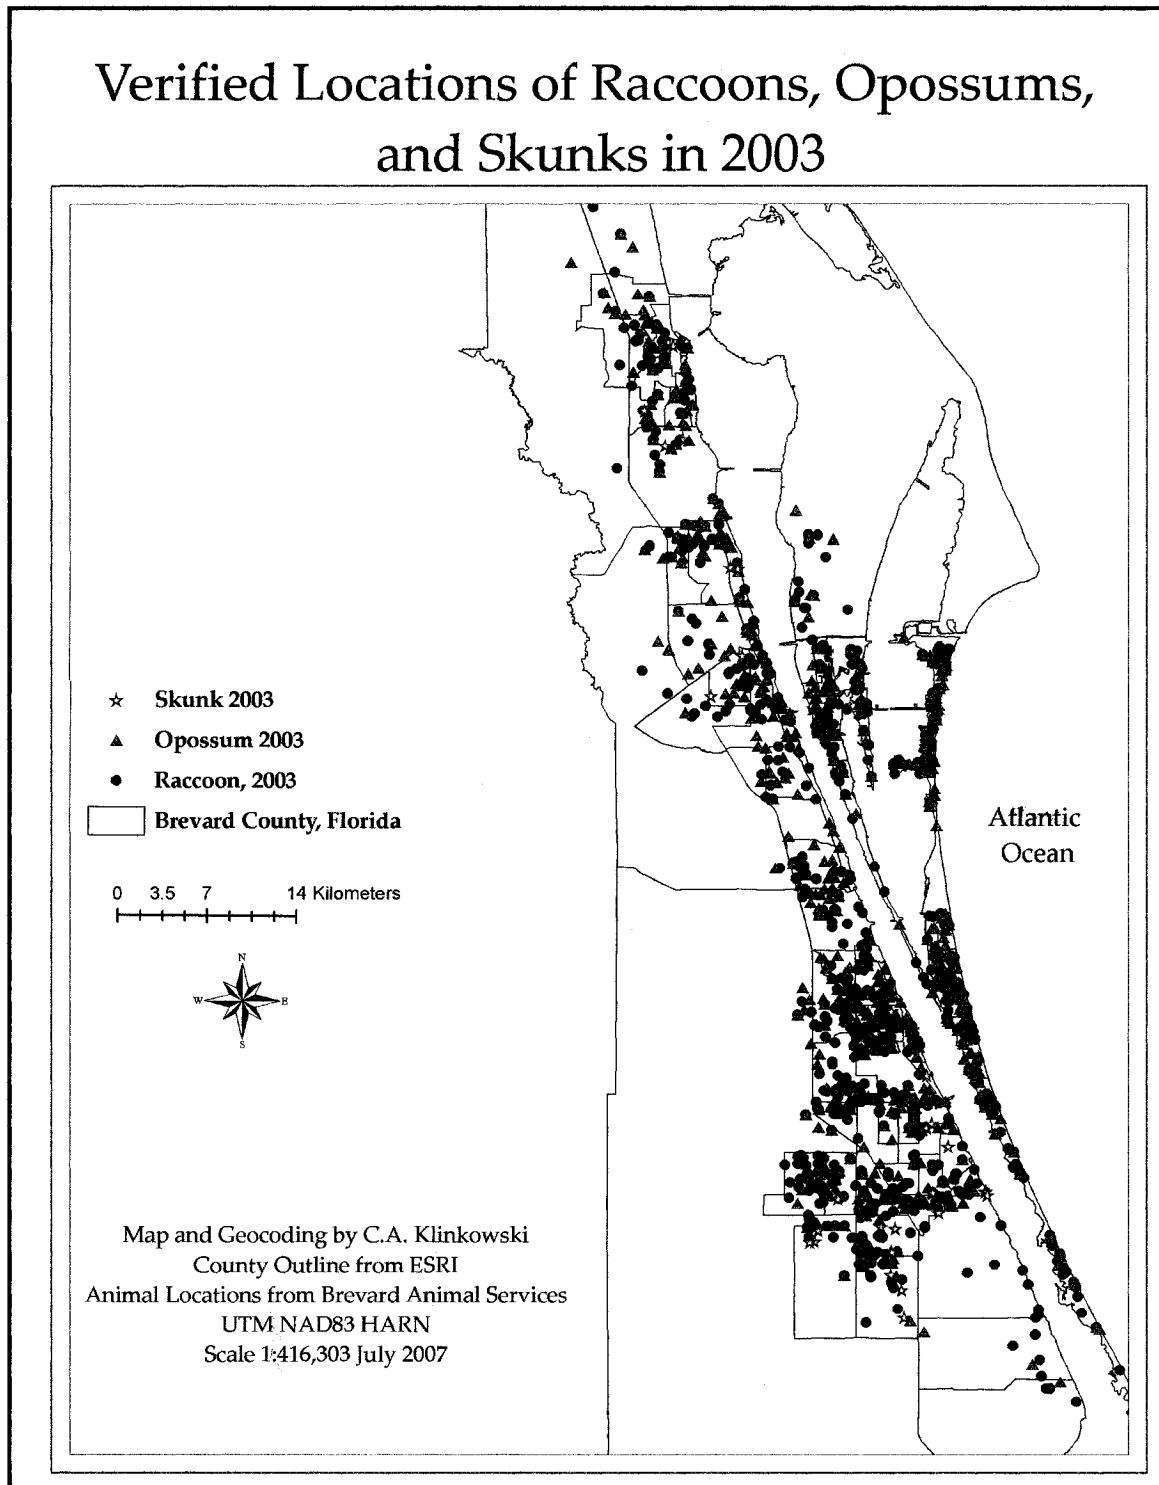 Verified Locations of Raccoons, Opossums,
and Skunks in 2003
Skunk 2003
Opossum 2003
Raccoon, 2003
Brevard County, Florida
0 3.5 7 14 Kilometers
N
W E
S
Atlantic
Ocean
Map and Geocoding by C.A. Klinkowski
County Outline from ESRI
Animal Locations from Brevard Animal Services
UTM NAD83 HARN
Scale 1:416,303 July 2007